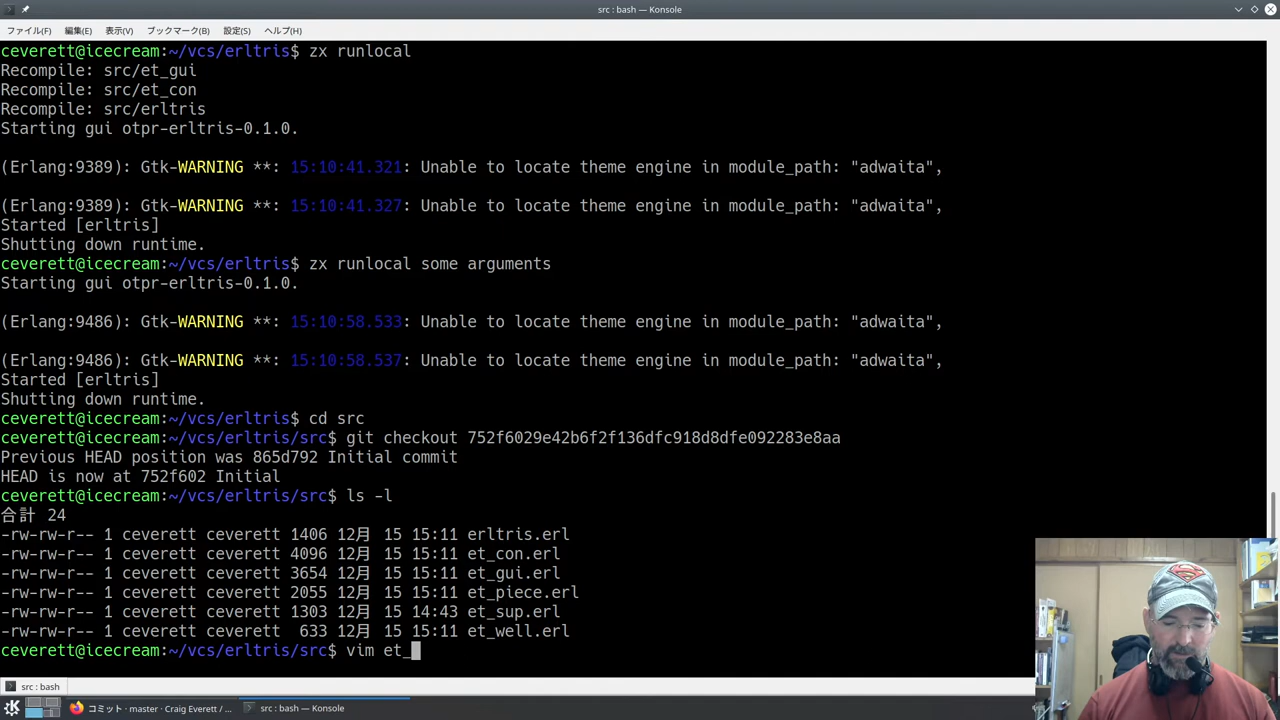 src : bash — Konsole
ファイル(F) 編集(E) 表示(V) ブックマーク(B) 設定(S) ヘルプ(H)
ceverett@icecream:~/vcs/erltris$ zx runlocal
Recompile: src/et_gui
Recompile: src/et_con
Recompile: src/erltris
Starting gui otpr-erltris-0.1.0.
(Erlang:9389): Gtk-WARNING **: 15:10:41.321: Unable to locate theme engine in module_path: "adwaita",
(Erlang:9389): Gtk-WARNING **: 15:10:41.327: Unable to locate theme engine in module_path: "adwaita",
Started [erltris]
Shutting down runtime.
ceverett@icecream:~/vcs/erltris$ zx runlocal some arguments
Starting gui otpr-erltris-0.1.0.
(Erlang:9486): Gtk-WARNING **: 15:10:58.533: Unable to locate theme engine in module_path: "adwaita",
(Erlang:9486): Gtk-WARNING **: 15:10:58.537: Unable to locate theme engine in module_path: "adwaita",
Started [erltris]
Shutting down runtime.
ceverett@icecream:~/vcs/erltris$ cd src
ceverett@icecream:~/vcs/erltris/src$ git checkout 752f6029e42b6f2f136dfc918d8dfe092283e8aa
Previous HEAD position was 865d792 Initial commit
HEAD is now at 752f602 Initial
ceverett@icecream:~/vcs/erltris/src$ ls -l
合計 24
-rw-rw-r-- 1 ceverett ceverett 1406 12月 15 15:11 erltris.erl
-rw-rw-r-- 1 ceverett ceverett 4096 12月 15 15:11 et_con.erl
-rw-rw-r-- 1 ceverett ceverett 3654 12月 15 15:11 et_gui.erl
-rw-rw-r-- 1 ceverett ceverett 2055 12月 15 15:11 et_piece.erl
-rw-rw-r-- 1 ceverett ceverett 1303 12月 15 14:43 et_sup.erl
-rw-rw-r-- 1 ceverett ceverett 633 12月 15 15:11 et_well.erl
ceverett@icecream:~/vcs/erltris/src$ vim et_
src : bash
コミット · master · Craig Everett / ... src : bash — Konsole